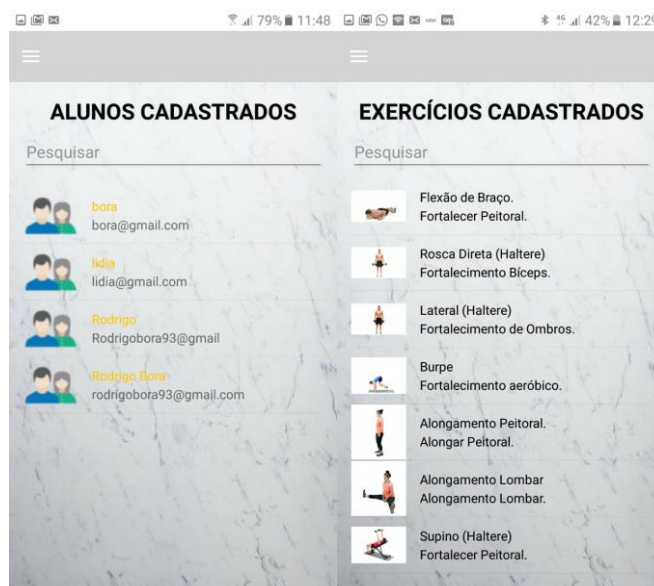 79% 11:48
ALUNOS CADASTRADOS
Pesquisar
bora
bora@gmail.com
lidia
lidia@gmail.com
Rodrigo
Rodrigobora93@gmail
Rodrigo Bora
rodrigobora93@gmail.com
4G 42% 12:29
EXERCÍCIOS CADASTRADOS
Pesquisar
Flexão de Braço.
Fortalecer Peitoral.
Rosca Direta (Haltere)
Fortalecimento Bíceps.
Lateral (Haltere)
Fortalecimento de Ombros.
Burpe
Fortalecimento aeróbico.
Alongamento Peitoral.
Alongar Peitoral.
Alongamento Lombar
Alongamento Lombar.
Supino (Haltere)
Fortalecer Peitoral.